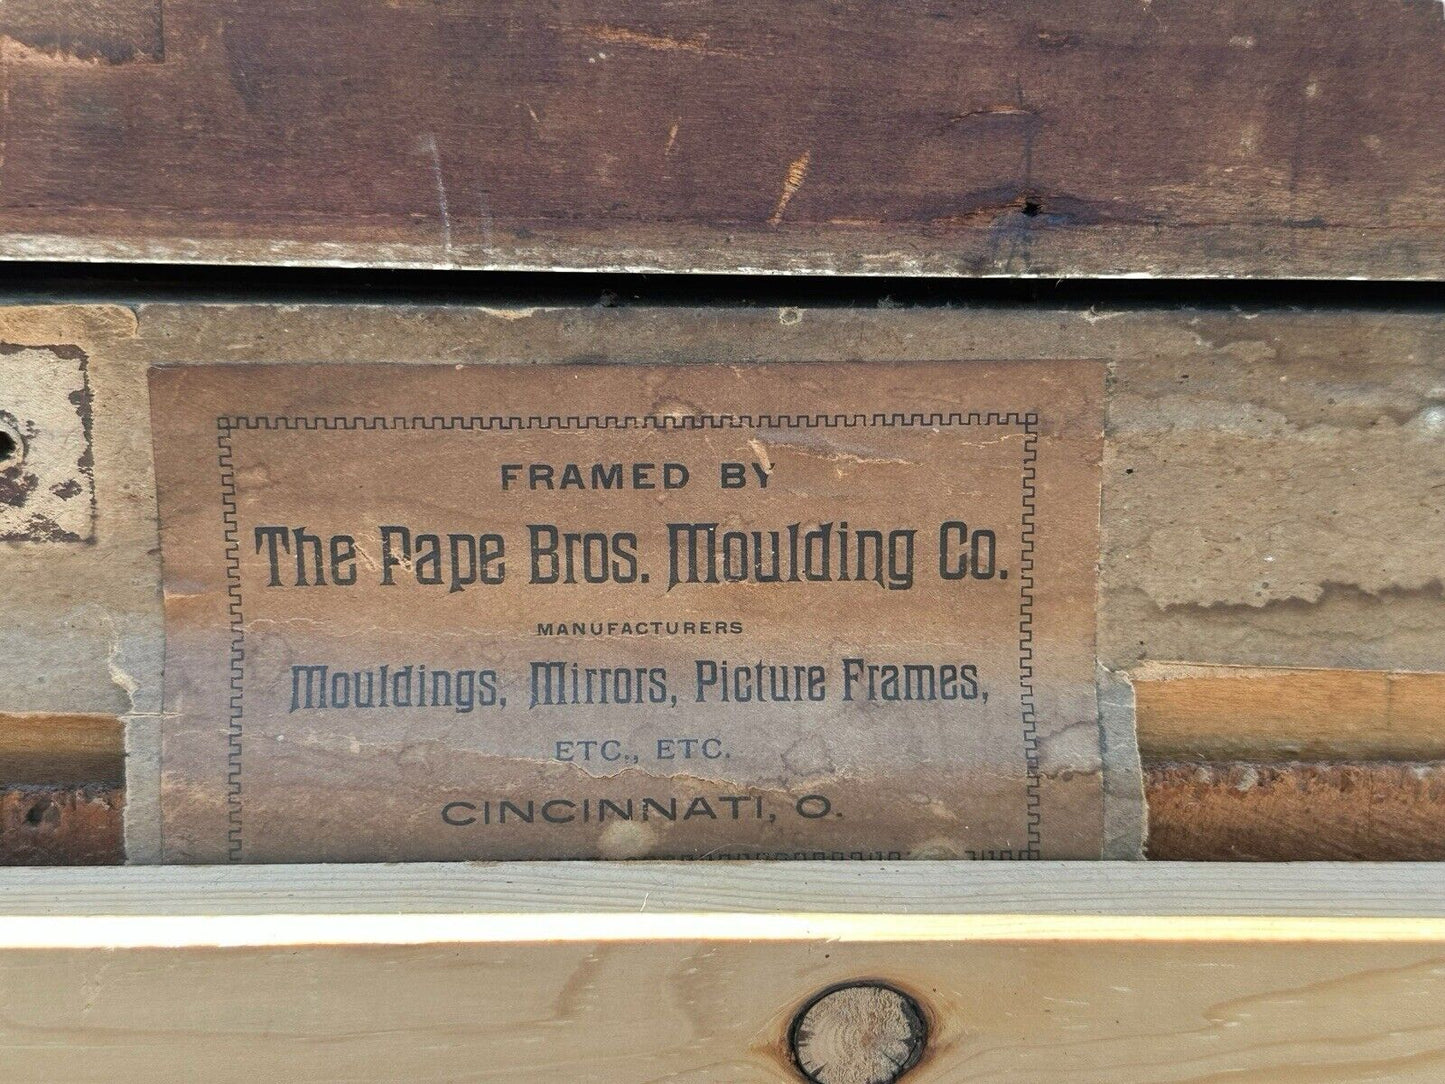 FRAMED BY
The Pape Bros. Moulding Co.
MANUFACTURERS
Mouldings, Mirrors, Picture Frames,
ETC., ETC.
CINCINNATI, O.